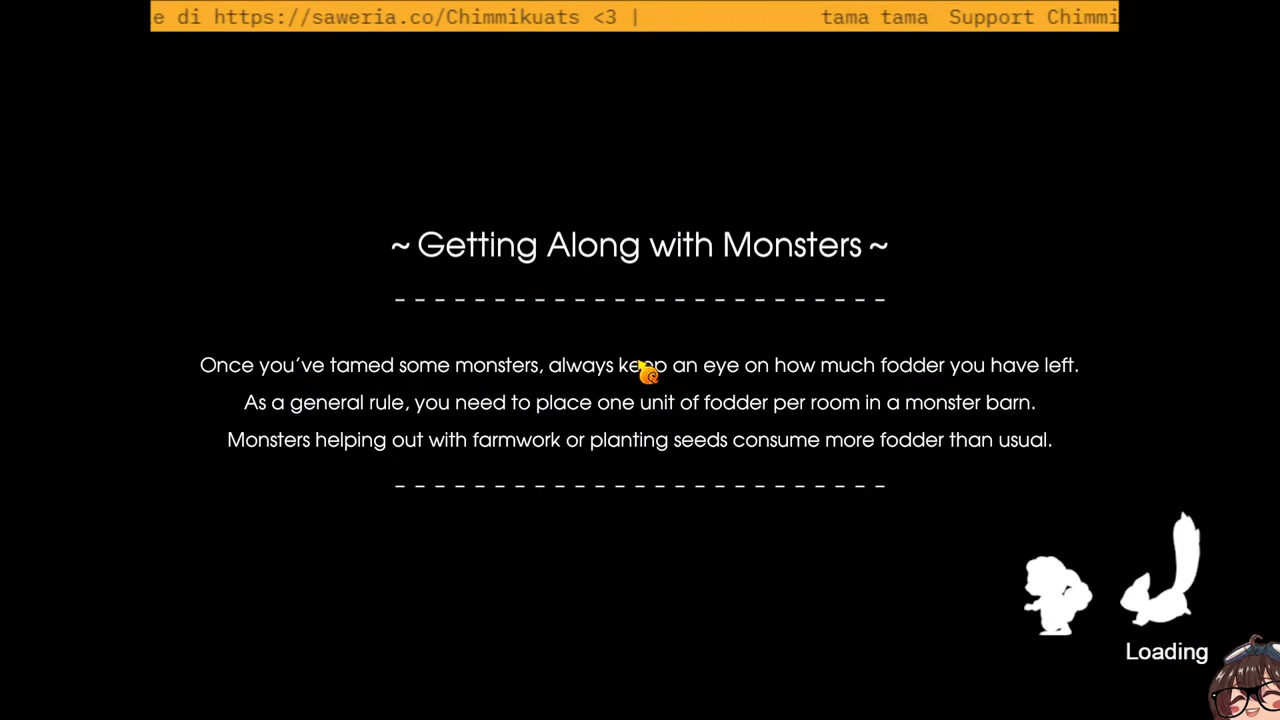 e di https://saweria.co/Chimmikuats <3 | tama tama Support Chimmi
~ Getting Along with Monsters ~
Once you've tamed some monsters, always keep an eye on how much fodder you have left.
As a general rule, you need to place one unit of fodder per room in a monster barn.
Monsters helping out with farmwork or planting seeds consume more fodder than usual.
Loading